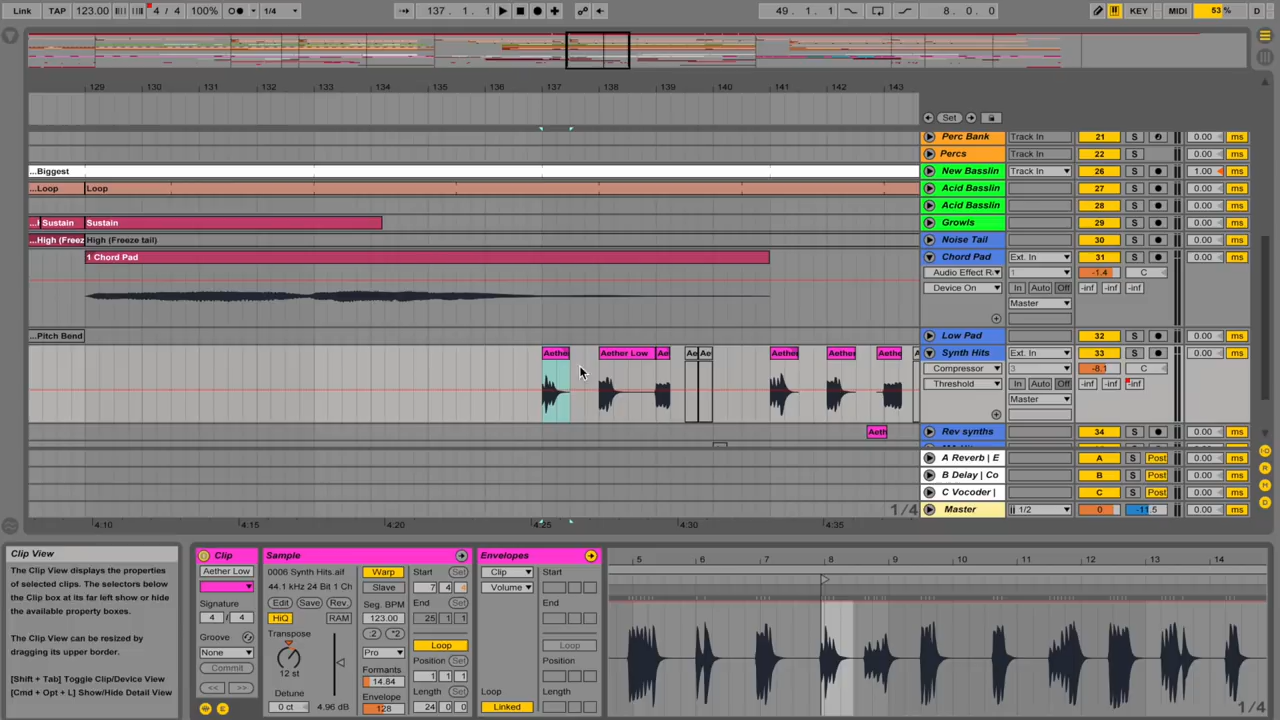 Link TAP 123.00 4 / 4 100% 1/4 137. 1. 1 49. 1. 1 8. 0. 0 KEY MIDI 53 % D
129 130 131 132 133 134 135 136 137 138 139 140 141 142 143
Set
Perc Bank Track In 21 S 0.00 ms
Percs Track In 22 S 0.00 ms
...Biggest New Basslin Track In 26 S 1.00 ms
...Loop Loop Acid Basslin 27 S 0.00 ms
Acid Basslin 28 S 0.00 ms
Sustain Sustain Growls 29 S 0.00 ms
...High (Freez High (Freeze tail) Noise Tail 30 S 0.00 ms
1 Chord Pad Chord Pad Ext. In 31 S 0.00 ms
Audio Effect R 1 -1.4 C
Device On In Auto Off -inf -inf -inf
Master
...Pitch Bend Low Pad 32 S 0.00 ms
Aethe Aether Low Ae Ae Ae Aether Aether Aethe A Synth Hits Ext. In 33 S 0.00 ms
Compressor 3 -8.1 C
Threshold In Auto Off -inf -inf -inf
Master
Aeth Rev synths 34 S 0.00 ms
A Reverb | E A S Post 0.00 ms
B Delay | Co B S Post 0.00 ms
C Vocoder | C S Post 0.00 ms
1/4 Master 1/2 0 -11.5 0.00 ms
4:10 4:15 4:20 4:25 4:30 4:35
I·O
R
M
D
Clip View
The Clip View displays the properties
of selected clips. The selectors below
the Clip box at its far left show or hide
the available property boxes.
The Clip View can be resized by
dragging its upper border.
[Shift + Tab] Toggle Clip/Device View
[Cmd + Opt + L] Show/Hide Detail View
Clip
Aether Low
Signature
4 / 4
Groove
None
Commit
<< >>
E
Sample
0006 Synth Hits.aif
44.1 kHz 24 Bit 1 Ch
Edit Save Rev.
HiQ RAM
Transpose
12 st
Detune
0 ct 4.96 dB
Warp
Slave
Seg. BPM
123.00
:2 *2
Pro
Formants
14.84
Envelope
128
Start Set
7 4
End Set
25 1 1
Loop
Position Set
1 1 1
Length Set
24 0 0
Envelopes
Clip
Volume
Loop
Linked
Start
End
Loop
Position
Length
5 6 7 8 9 10 11 12 13 14
1/4